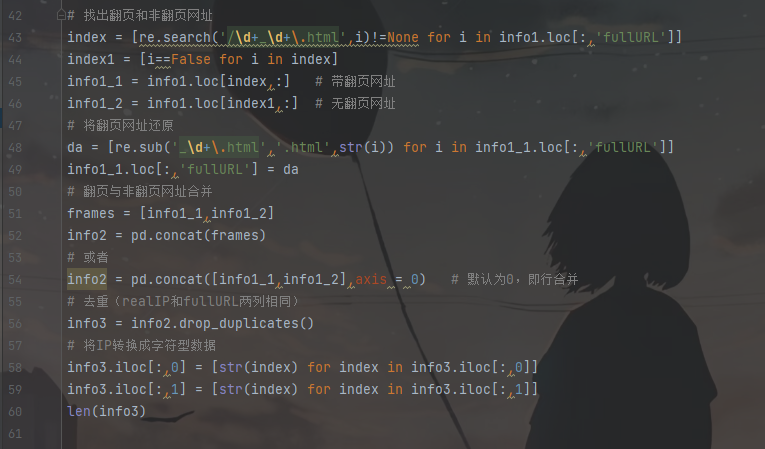 42 # 找出翻页和非翻页网址
43 index = [re.search('/\d+_\d+\.html',i)!=None for i in info1.loc[:,'fullURL']]
44 index1 = [i==False for i in index]
45 info1_1 = info1.loc[index,:]   # 带翻页网址
46 info1_2 = info1.loc[index1,:]  # 无翻页网址
47 # 将翻页网址还原
48 da = [re.sub('_\d+\.html','.html',str(i)) for i in info1_1.loc[:,'fullURL']]
49 info1_1.loc[:,'fullURL'] = da
50 # 翻页与非翻页网址合并
51 frames = [info1_1,info1_2]
52 info2 = pd.concat(frames)
53 # 或者
54 info2 = pd.concat([info1_1,info1_2],axis = 0)   # 默认为0，即行合并
55 # 去重（realIP和fullURL两列相同）
56 info3 = info2.drop_duplicates()
57 # 将IP转换成字符型数据
58 info3.iloc[:,0] = [str(index) for index in info3.iloc[:,0]]
59 info3.iloc[:,1] = [str(index) for index in info3.iloc[:,1]]
60 len(info3)
61